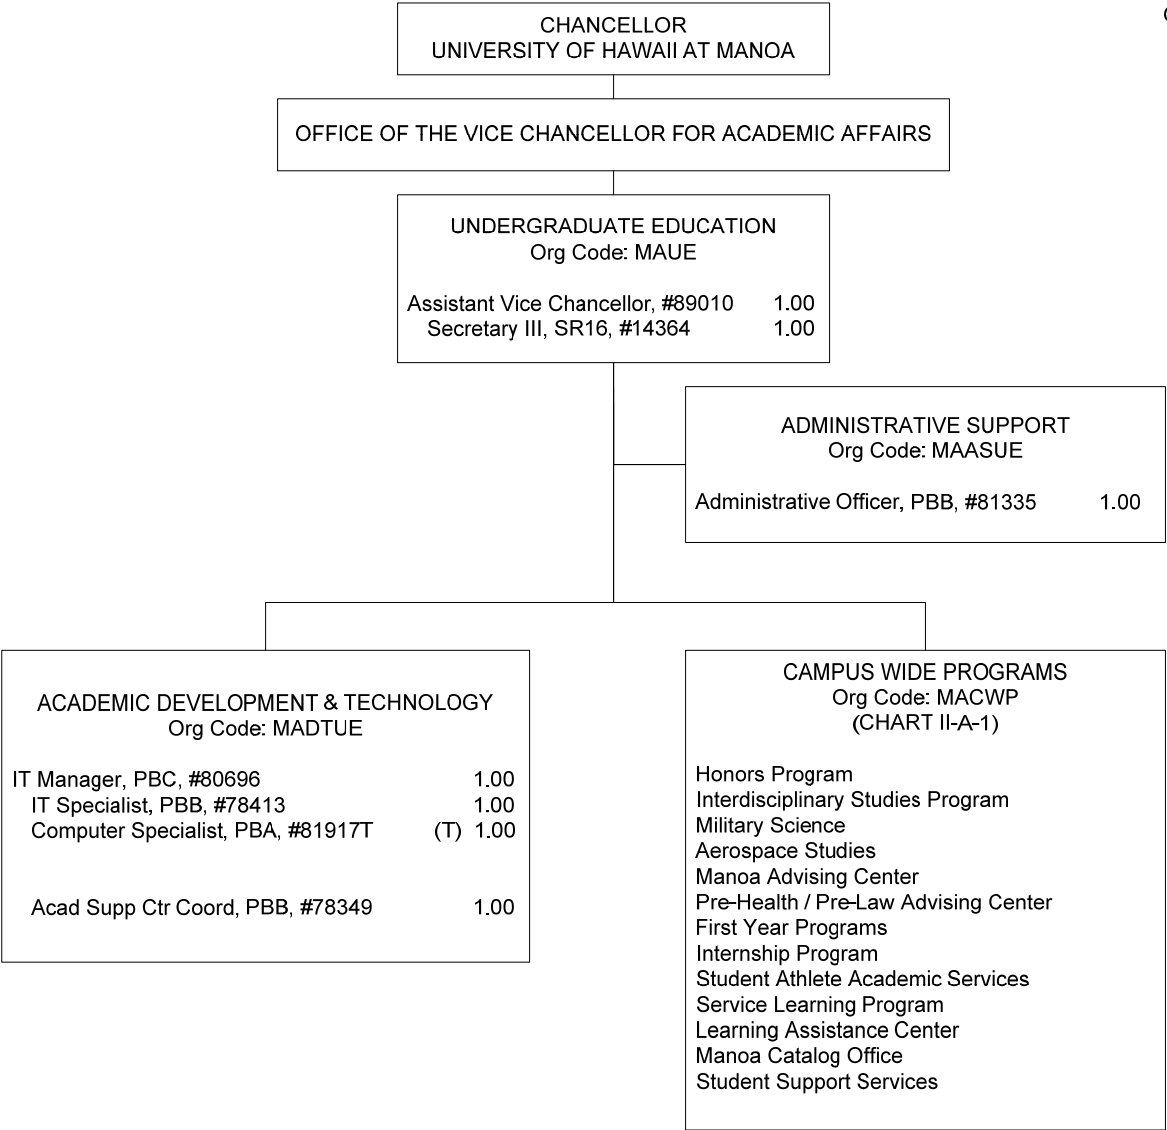 CHANCELLOR
UNIVERSITY OF HAWAII AT MANOA
OFFICE OF THE VICE CHANCELLOR FOR ACADEMIC AFFAIRS
UNDERGRADUATE EDUCATION
Org Code: MAUE
Assistant Vice Chancellor, #89010 1.00
Secretary III, SR16, #14364 1.00
ADMINISTRATIVE SUPPORT
Org Code: MAASUE
Administrative Officer, PBB, #81335 1.00
ACADEMIC DEVELOPMENT & TECHNOLOGY
Org Code: MADTUE
IT Manager, PBC, #80696 1.00
IT Specialist, PBB, #78413 1.00
Computer Specialist, PBA, #81917T (T) 1.00
Acad Supp Ctr Coord, PBB, #78349 1.00
CAMPUS WIDE PROGRAMS
Org Code: MACWP
(CHART II-A-1)
Honors Program
Interdisciplinary Studies Program
Military Science
Aerospace Studies
Manoa Advising Center
Pre-Health / Pre-Law Advising Center
First Year Programs
Internship Program
Student Athlete Academic Services
Service Learning Program
Learning Assistance Center
Manoa Catalog Office
Student Support Services